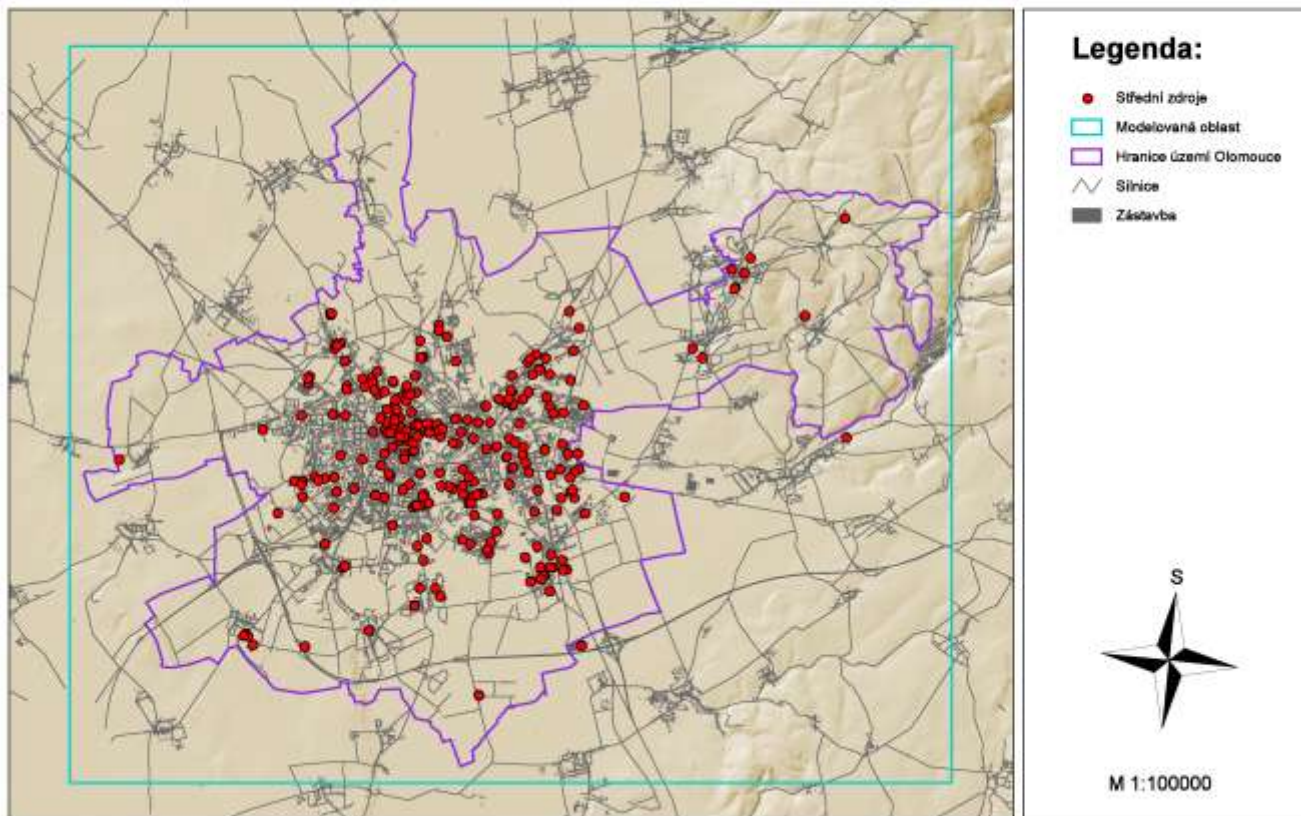 Legenda:
Střední zdroje
Modelovaná oblast
Hranice území Olomouce
Silnice
Zástavba
S
M 1:100000